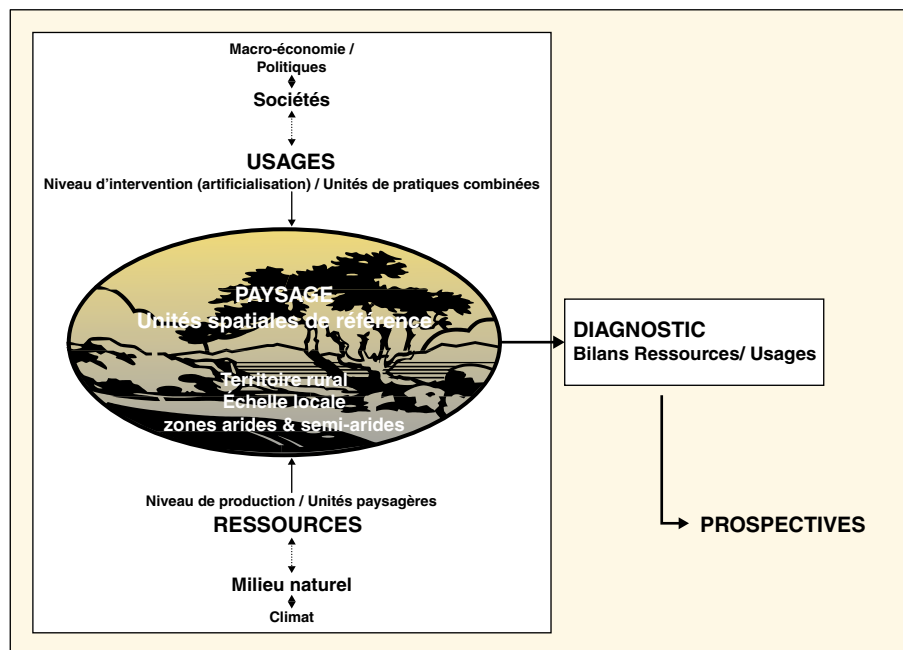 Macro-économie /
Politiques
Sociétés
USAGES
Niveau d'intervention (artificialisation) / Unités de pratiques combinées
PAYSAGE
Unités spatiales de référence
Territoire rural
Échelle locale
zones arides & semi-arides
Niveau de production / Unités paysagères
RESSOURCES
Milieu naturel
Climat
DIAGNOSTIC
Bilans Ressources/ Usages
PROSPECTIVES